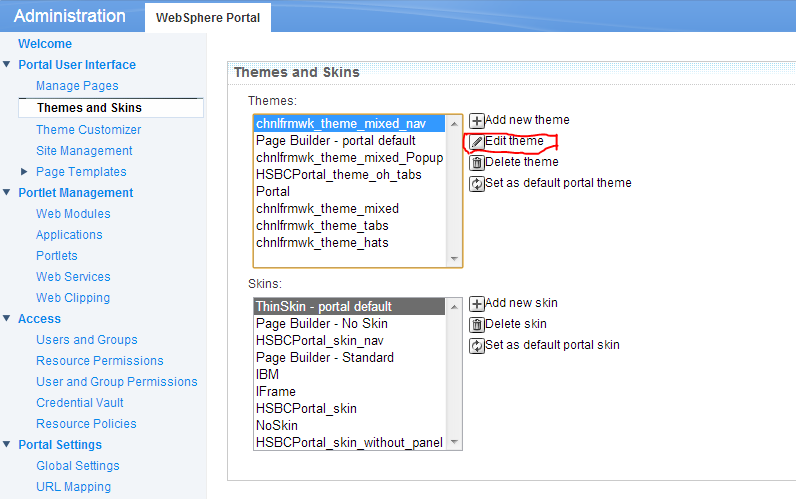 Administration
WebSphere Portal
Welcome
Portal User Interface
Manage Pages
Themes and Skins
Theme Customizer
Site Management
Page Templates
Portlet Management
Web Modules
Applications
Portlets
Web Services
Web Clipping
Access
Users and Groups
Resource Permissions
User and Group Permissions
Credential Vault
Resource Policies
Portal Settings
Global Settings
URL Mapping
Themes and Skins
Themes:
chnlfrmwk_theme_mixed_nav
Page Builder - portal default
chnlfrmwk_theme_mixed_Popup
HSBCPortal_theme_oh_tabs
Portal
chnlfrmwk_theme_mixed
chnlfrmwk_theme_tabs
chnlfrmwk_theme_hats
Add new theme
Edit theme
Delete theme
Set as default portal theme
Skins:
ThinSkin - portal default
Page Builder - No Skin
HSBCPortal_skin_nav
Page Builder - Standard
IBM
IFrame
HSBCPortal_skin
NoSkin
HSBCPortal_skin_without_panel
Add new skin
Delete skin
Set as default portal skin